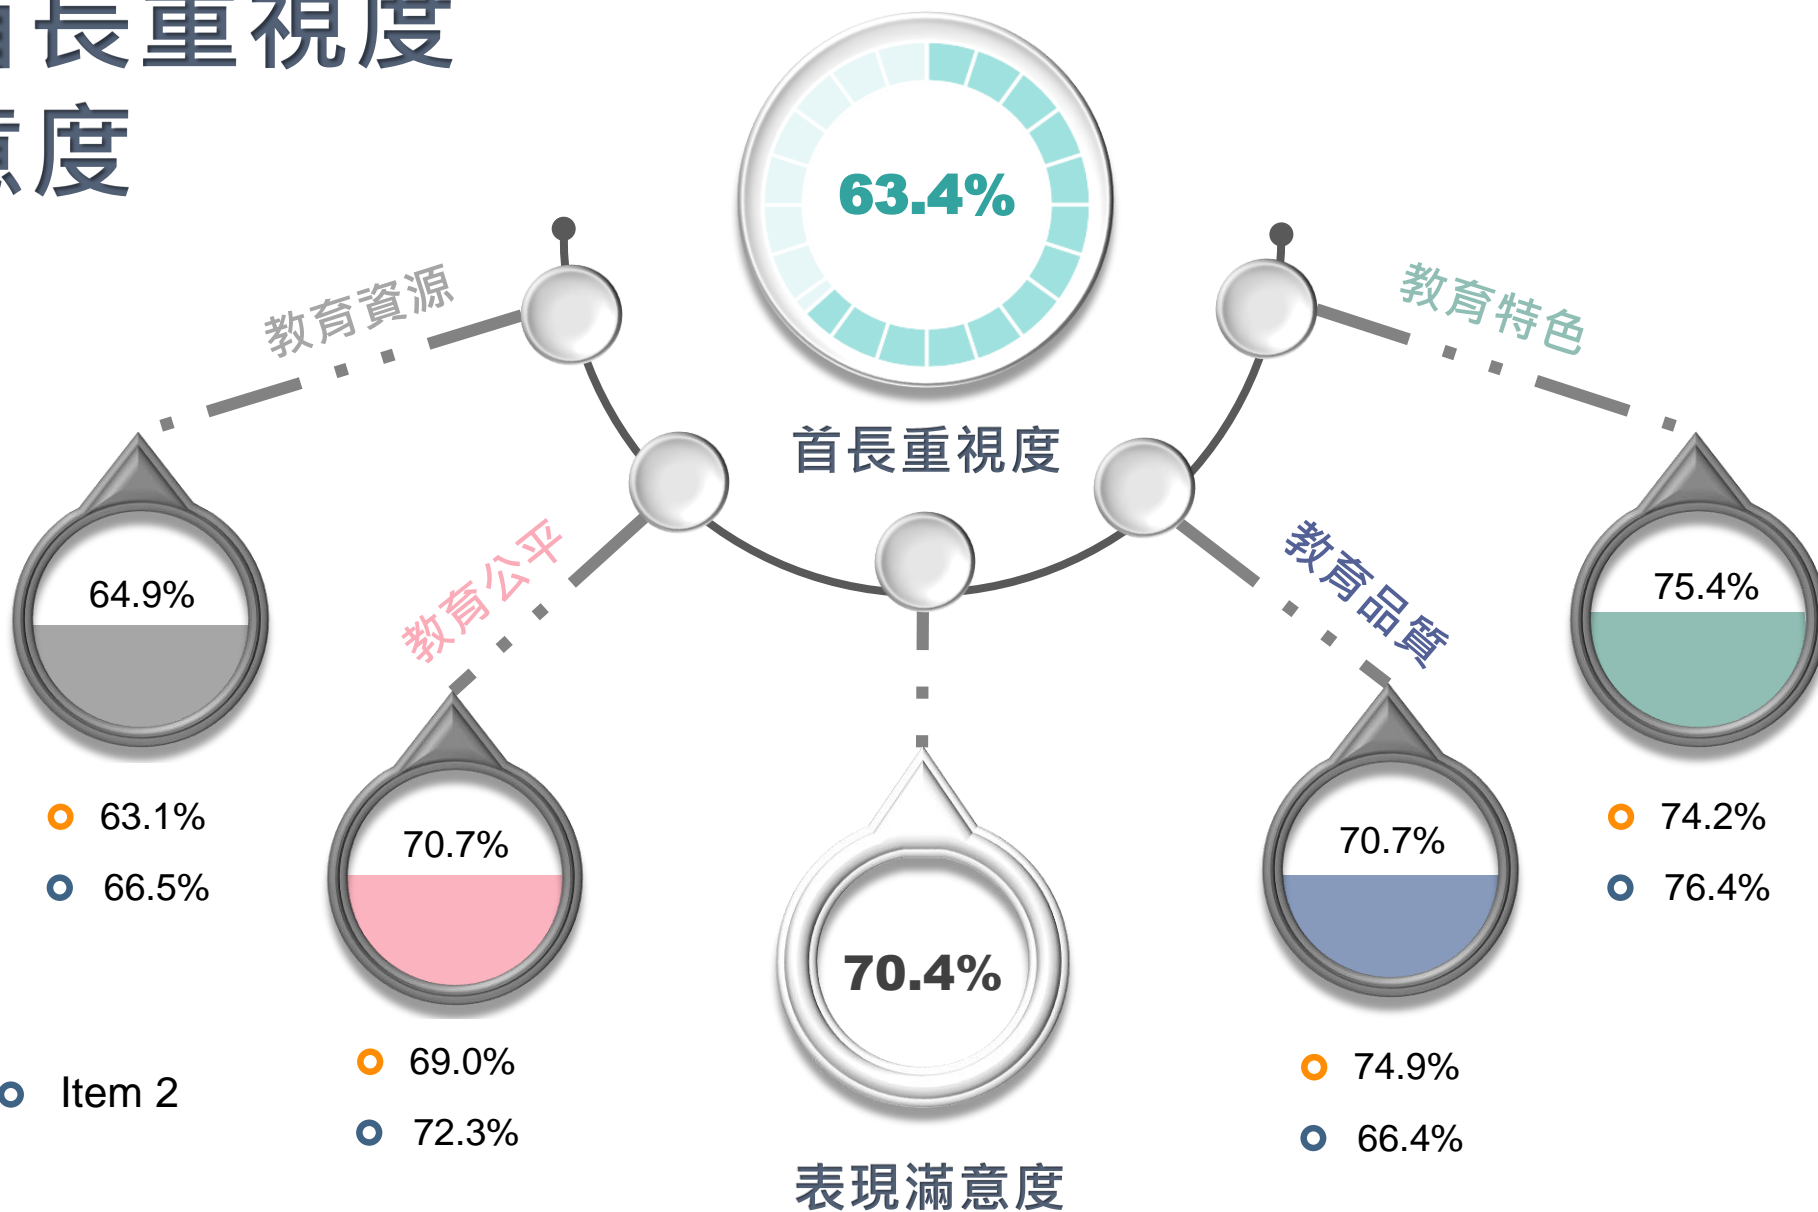 長重視度
度
63.4%
首長重視度
教育資源
64.9%
63.1%
66.5%
教育公平
70.7%
69.0%
72.3%
70.4%
表現滿意度
教育品質
70.7%
74.9%
66.4%
教育特色
75.4%
74.2%
76.4%
Item 2